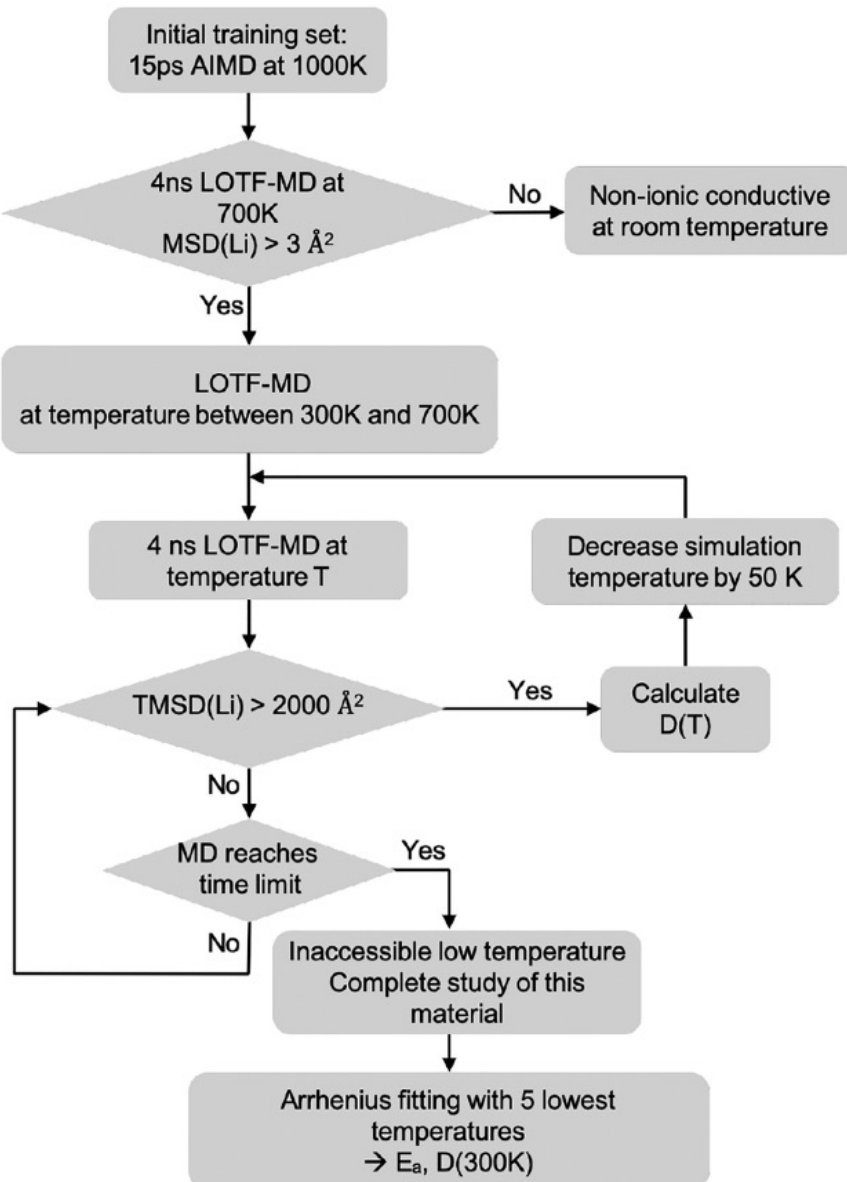 Initial training set:
15ps AIMD at 1000K
4ns LOTF-MD at
700K
MSD(Li) > 3 Å²
No
Non-ionic conductive
at room temperature
Yes
LOTF-MD
at temperature between 300K and 700K
4 ns LOTF-MD at
temperature T
Decrease simulation
temperature by 50 K
TMSD(Li) > 2000 Å²
Yes
Calculate
D(T)
No
MD reaches
time limit
Yes
No
Inaccessible low temperature
Complete study of this
material
Arrhenius fitting with 5 lowest
temperatures
→ Eₐ, D(300K)